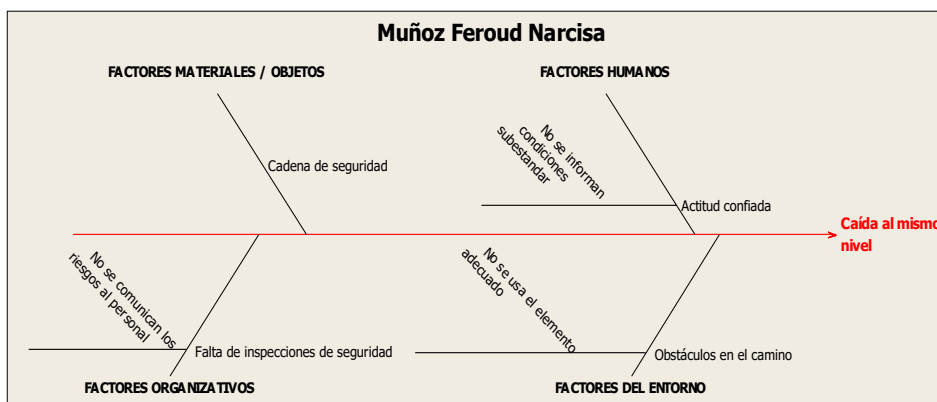 Muñoz Feroud Narcisa
FACTORES MATERIALES / OBJETOS
FACTORES HUMANOS
No se informan
condiciones
subestandar
Cadena de seguridad
Actitud confiada
Caída al mismo
nivel
No se comunican los
riesgos al personal
No se usa el elemento
adecuado
Falta de inspecciones de seguridad
Obstáculos en el camino
FACTORES ORGANIZATIVOS
FACTORES DEL ENTORNO